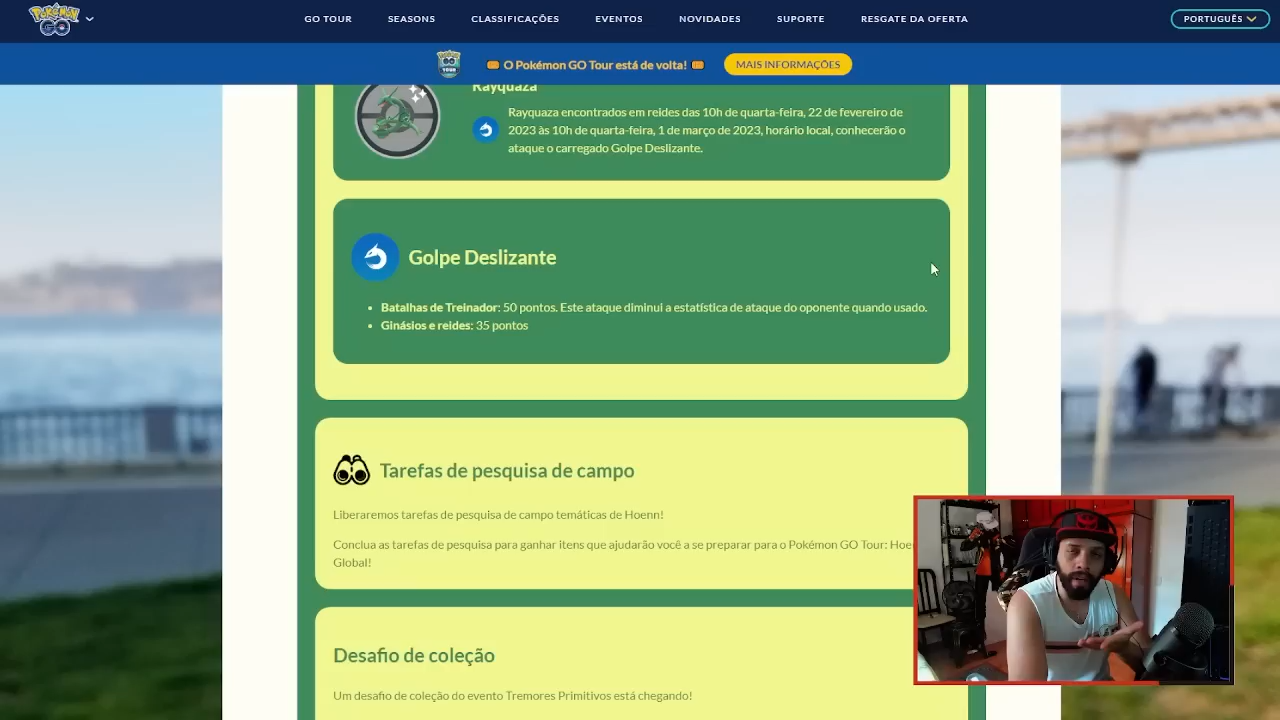 POKÉMON
GO
GO TOUR
SEASONS
CLASSIFICAÇÕES
EVENTOS
NOVIDADES
SUPORTE
RESGATE DA OFERTA
PORTUGUÊS
TOUR
O Pokémon GO Tour está de volta!
MAIS INFORMAÇÕES
Rayquaza
Rayquaza encontrados em reides das 10h de quarta-feira, 22 de fevereiro de
2023 às 10h de quarta-feira, 1 de março de 2023, horário local, conhecerão o
ataque o carregado Golpe Deslizante.
Golpe Deslizante
• Batalhas de Treinador: 50 pontos. Este ataque diminui a estatística de ataque do oponente quando usado.
• Ginásios e reides: 35 pontos
Tarefas de pesquisa de campo
Liberaremos tarefas de pesquisa de campo temáticas de Hoenn!
Conclua as tarefas de pesquisa para ganhar itens que ajudarão você a se preparar para o Pokémon GO Tour: Hoe
Global!
Desafio de coleção
Um desafio de coleção do evento Tremores Primitivos está chegando!